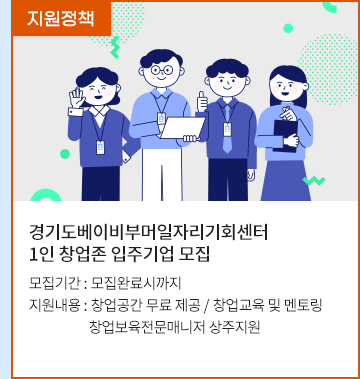 지원정책
경기도베이비부머일자리기회센터
1인 창업존 입주기업 모집
모집기간 : 모집완료시까지
지원내용 : 창업공간 무료 제공 / 창업교육 및 멘토링
창업보육전문매니저 상주지원